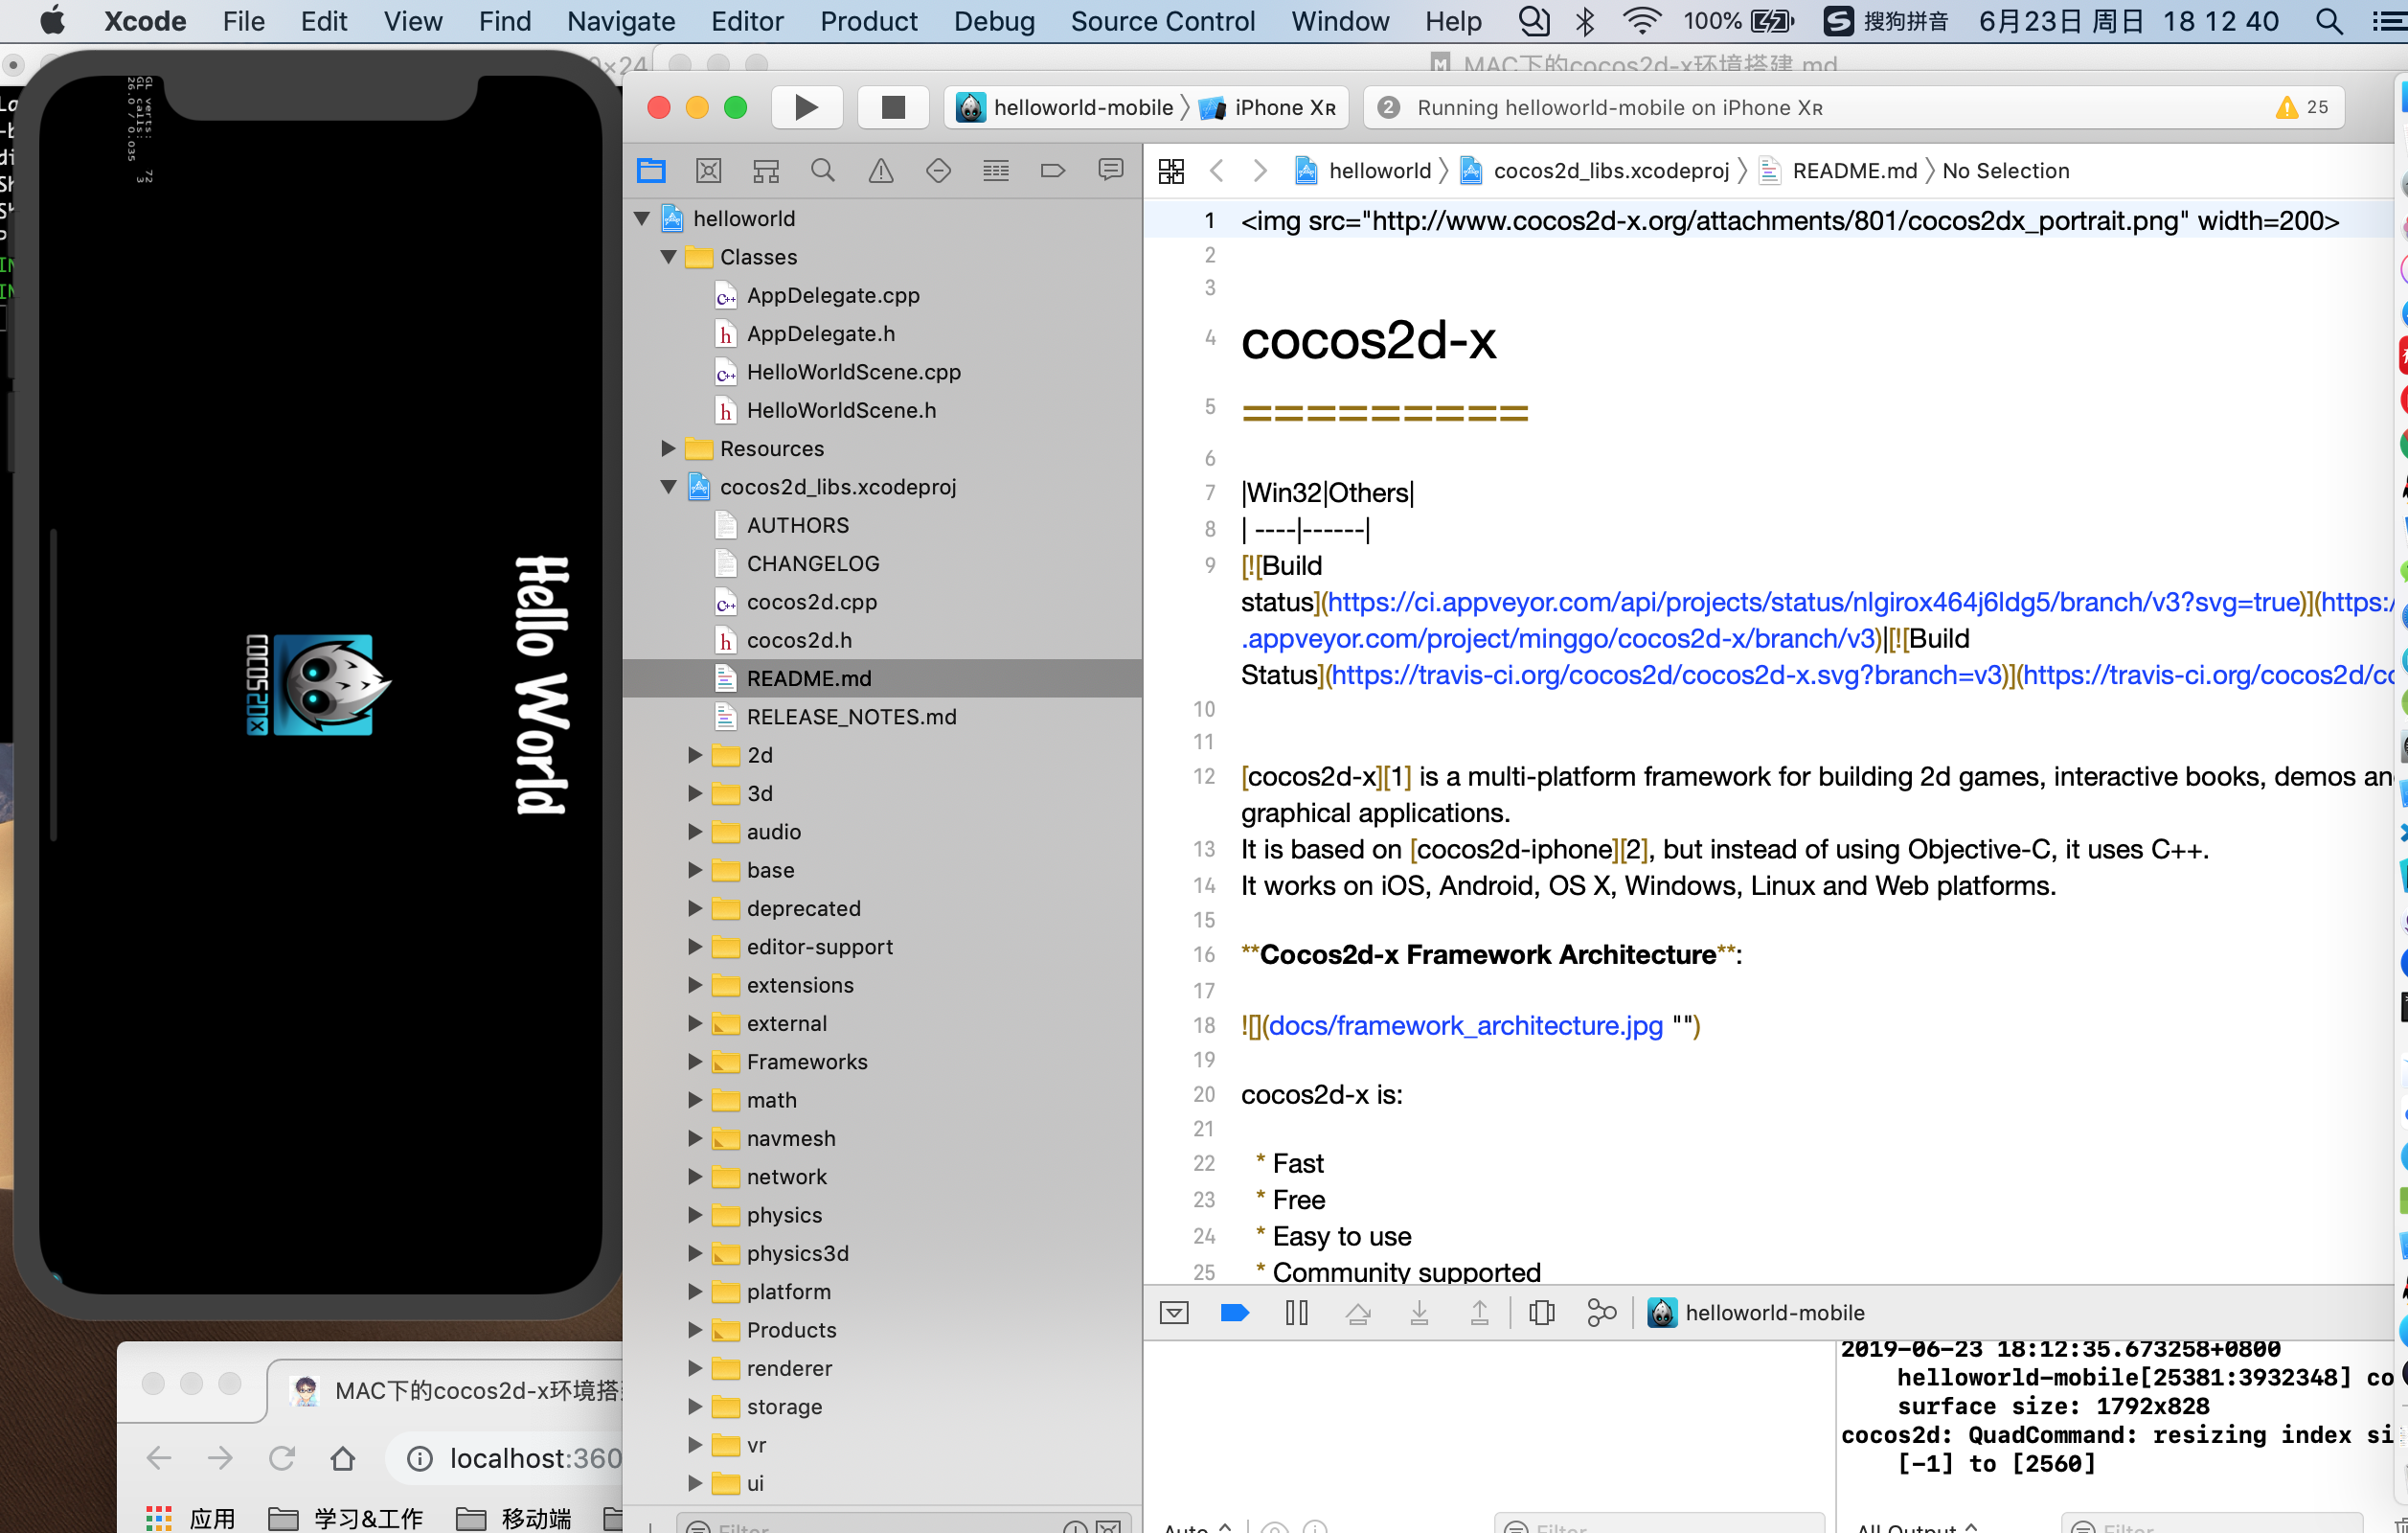 Xcode File Edit View Find Navigate Editor Product Debug Source Control Window Help 100% 搜狗拼音 6月23日 周日 18 12 40
MAC下的cocos2d-x环境搭建.md
helloworld-mobile iPhone XR
2 Running helloworld-mobile on iPhone XR 25
GL verts: 72
GL calls: 3
26.0 / 0.035
Hello World
COCOS2DX
helloworld
Classes
AppDelegate.cpp
AppDelegate.h
HelloWorldScene.cpp
HelloWorldScene.h
Resources
cocos2d_libs.xcodeproj
AUTHORS
CHANGELOG
cocos2d.cpp
cocos2d.h
README.md
RELEASE_NOTES.md
2d
3d
audio
base
deprecated
editor-support
extensions
external
Frameworks
math
navmesh
network
physics
physics3d
platform
Products
renderer
storage
vr
ui
Filter
helloworld cocos2d_libs.xcodeproj README.md No Selection
1 <img src="http://www.cocos2d-x.org/attachments/801/cocos2dx_portrait.png" width=200>
2
3
4 cocos2d-x
5 =========
6
7 |Win32|Others|
8 | ----|------|
9 [![Build
status](https://ci.appveyor.com/api/projects/status/nlgirox464j6ldg5/branch/v3?svg=true)](https:/
.appveyor.com/project/minggo/cocos2d-x/branch/v3)|[![Build
Status](https://travis-ci.org/cocos2d/cocos2d-x.svg?branch=v3)](https://travis-ci.org/cocos2d/co
10
11
12 [cocos2d-x][1] is a multi-platform framework for building 2d games, interactive books, demos an
graphical applications.
13 It is based on [cocos2d-iphone][2], but instead of using Objective-C, it uses C++.
14 It works on iOS, Android, OS X, Windows, Linux and Web platforms.
15
16 **Cocos2d-x Framework Architecture**:
17
18 ![](docs/framework_architecture.jpg "")
19
20 cocos2d-x is:
21
22 * Fast
23 * Free
24 * Easy to use
25 * Community supported
helloworld-mobile
2019-06-23 18:12:35.673258+0800
helloworld-mobile[25381:3932348] co
surface size: 1792x828
cocos2d: QuadCommand: resizing index si
[-1] to [2560]
Auto
Filter
All Output
Filter
MAC下的cocos2d-x环境搭
localhost:360
应用 学习&工作 移动端